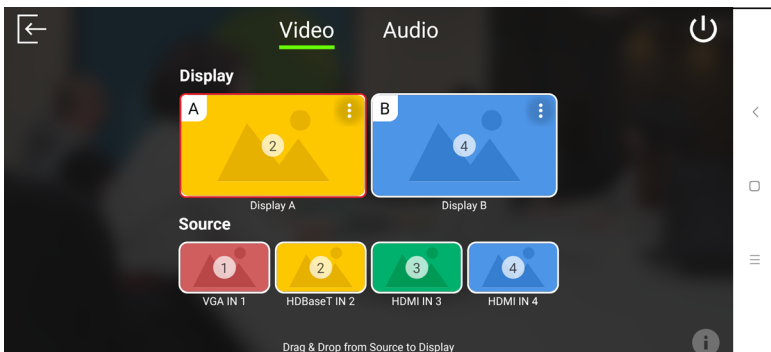 Video Audio
Display
A B
2 4
Display A Display B
Source
1 2 3 4
VGA IN 1 HDBaseT IN 2 HDMI IN 3 HDMI IN 4
Drag & Drop from Source to Display
i